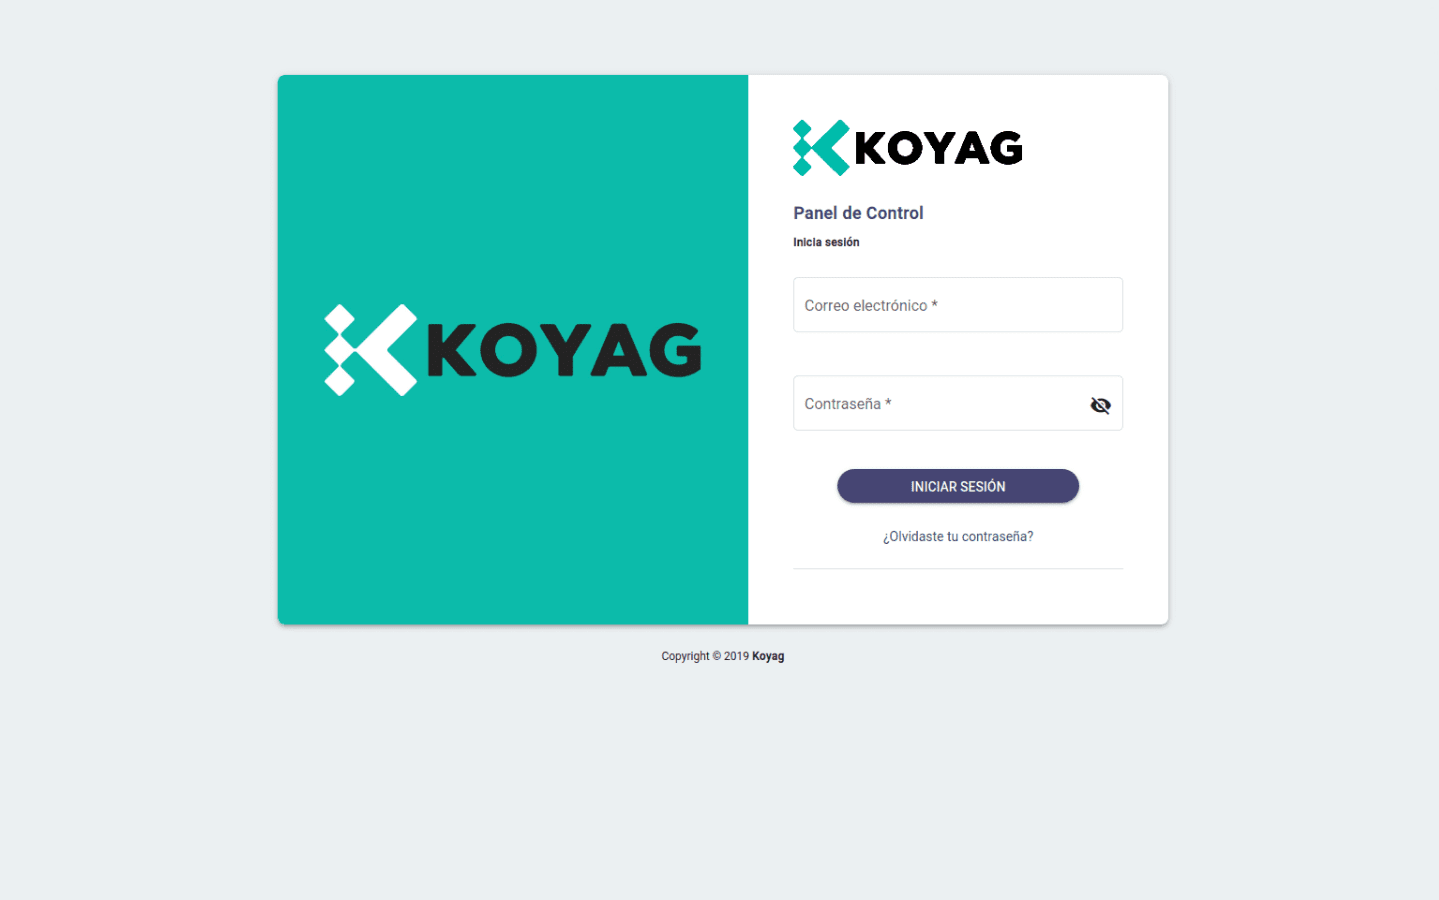 KOYAG
KOYAG
Panel de Control
Inicia sesión
Correo electrónico *
Contraseña *
INICIAR SESIÓN
¿Olvidaste tu contraseña?
Copyright © 2019 Koyag